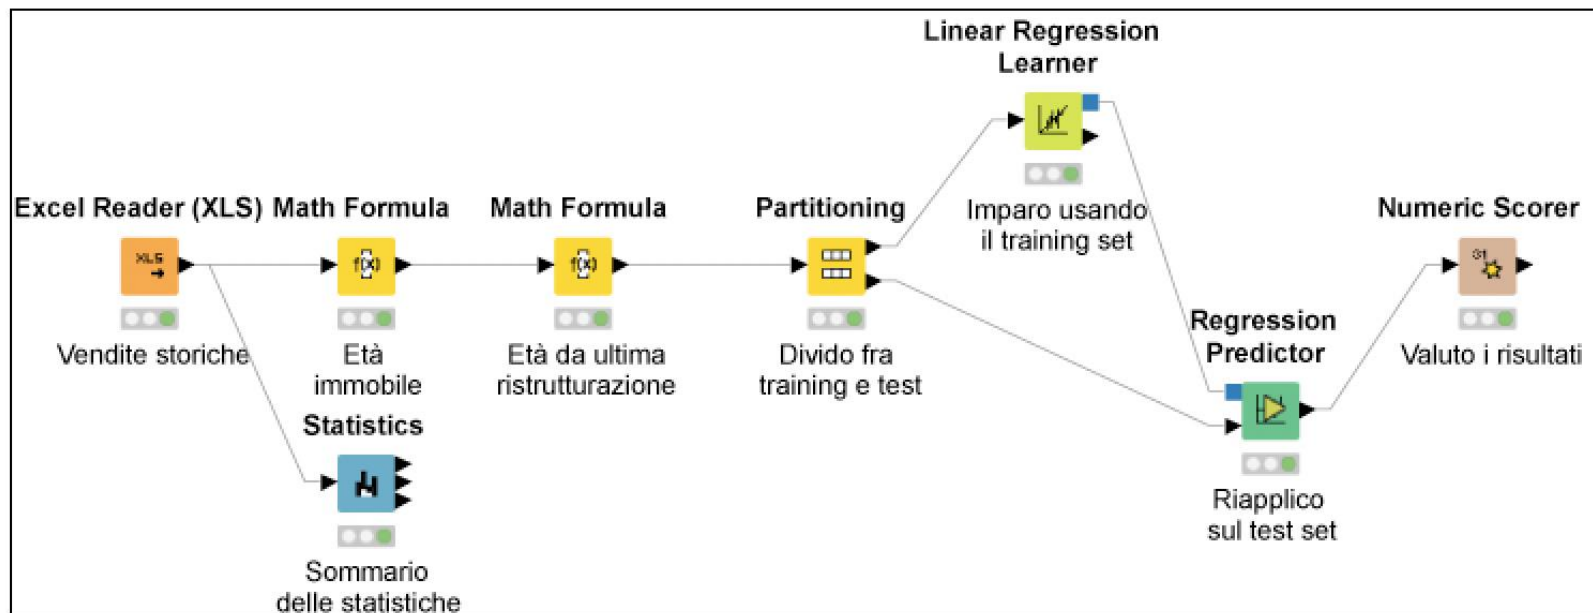 Linear Regression
Learner
Excel Reader (XLS)
XLS
Vendite storiche
Math Formula
f(x)
Età
immobile
Math Formula
f(x)
Età da ultima
ristrutturazione
Statistics
Sommario
delle statistiche
Partitioning
Divido fra
training e test
Imparo usando
il training set
Regression
Predictor
Riapplico
sul test set
Numeric Scorer
Valuto i risultati